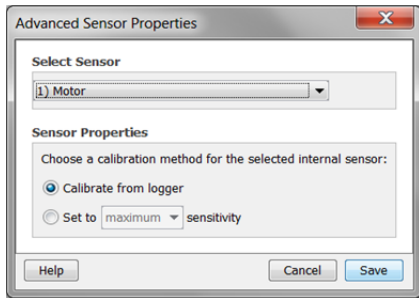 Advanced Sensor Properties
Select Sensor
1) Motor
Sensor Properties
Choose a calibration method for the selected internal sensor:
Calibrate from logger
Set to maximum sensitivity
Help Cancel Save